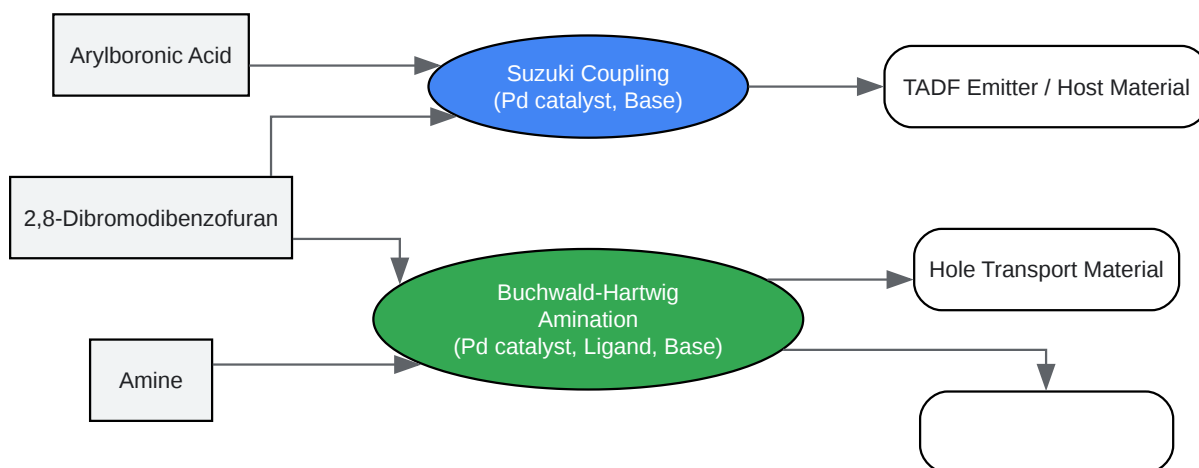 Arylboronic Acid
Suzuki Coupling
(Pd catalyst, Base)
TADF Emitter / Host Material
2,8-Dibromodibenzofuran
Hole Transport Material
Buchwald-Hartwig
Amination
(Pd catalyst, Ligand, Base)
Amine